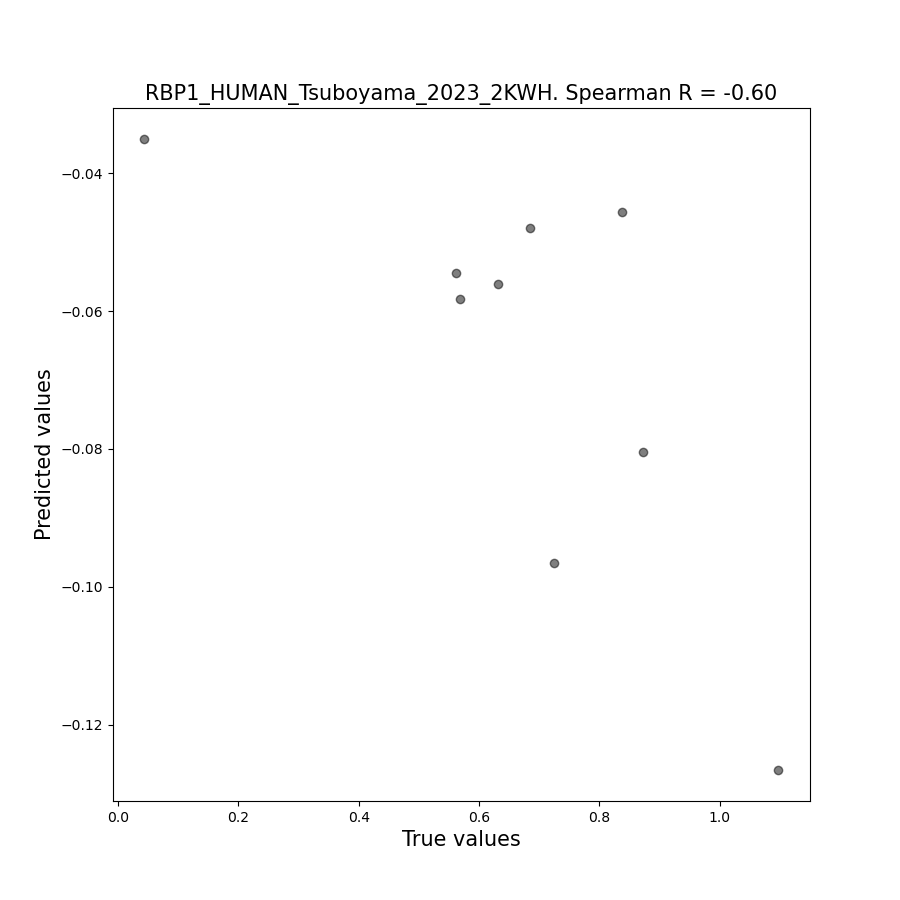 RBP1_HUMAN_Tsuboyama_2023_2KWH. Spearman R = -0.60
−0.04
−0.06
−0.08
−0.10
−0.12
Predicted values
0.0 0.2 0.4 0.6 0.8 1.0
True values